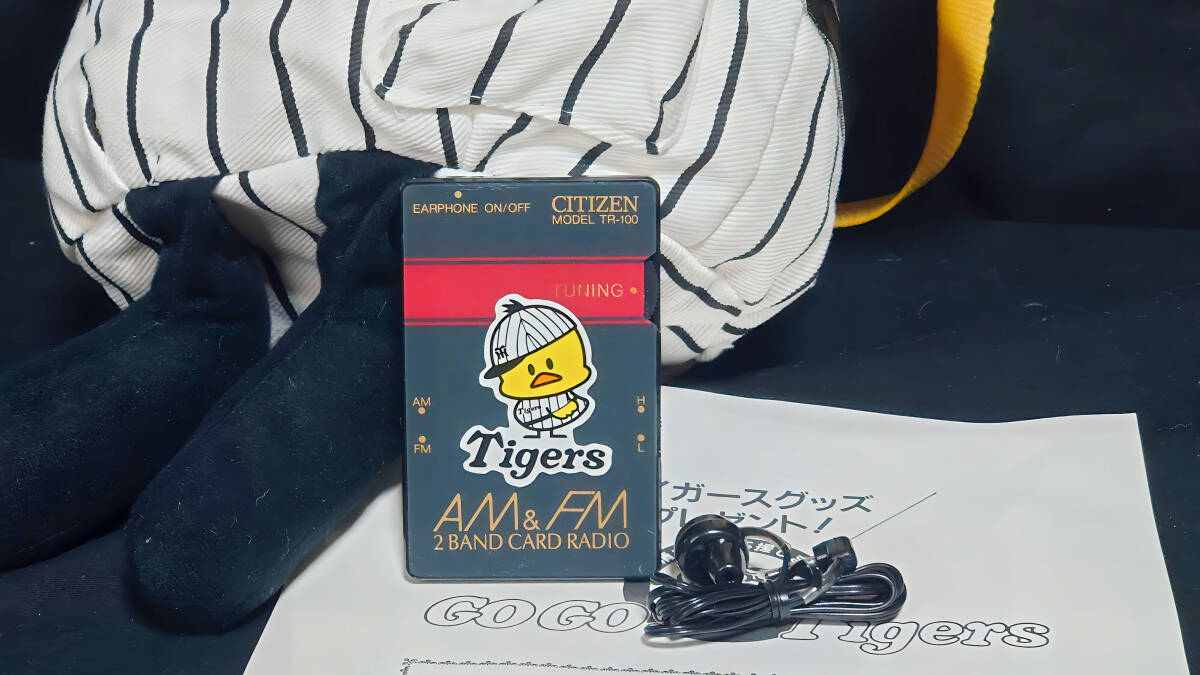 EARPHONE ON/OFF
CITIZEN
MODEL TR-100
TUNING
Tigers
AM
FM
H
L
Tigers
AM & FM
2 BAND CARD RADIO
イガースグッズ
プレゼント!
GO GO
Tigers